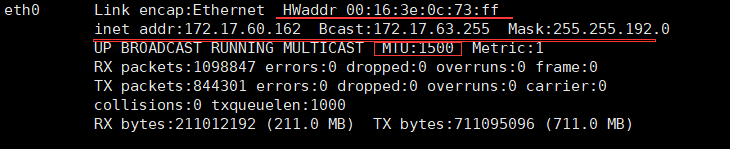 eth0 Link encap:Ethernet HWaddr 00:16:3e:0c:73:ff
inet addr:172.17.60.162 Bcast:172.17.63.255 Mask:255.255.192.0
UP BROADCAST RUNNING MULTICAST MTU:1500 Metric:1
RX packets:1098847 errors:0 dropped:0 overruns:0 frame:0
TX packets:844301 errors:0 dropped:0 overruns:0 carrier:0
collisions:0 txqueuelen:1000
RX bytes:211012192 (211.0 MB) TX bytes:711095096 (711.0 MB)